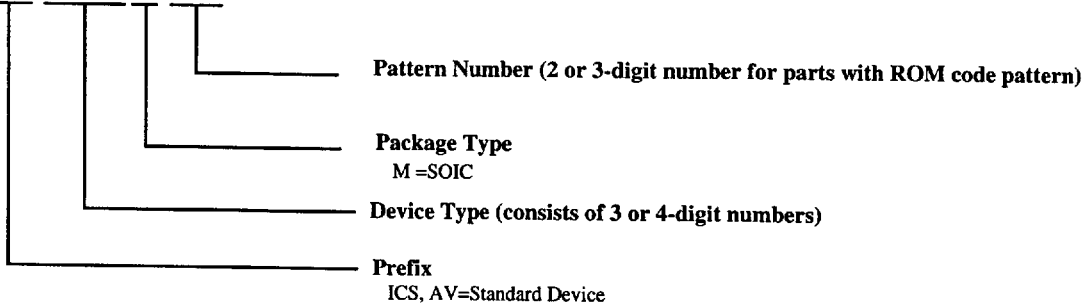 Pattern Number (2 or 3-digit number for parts with ROM code pattern)
Package Type
M =SOIC
Device Type (consists of 3 or 4-digit numbers)
Prefix
ICS, AV=Standard Device